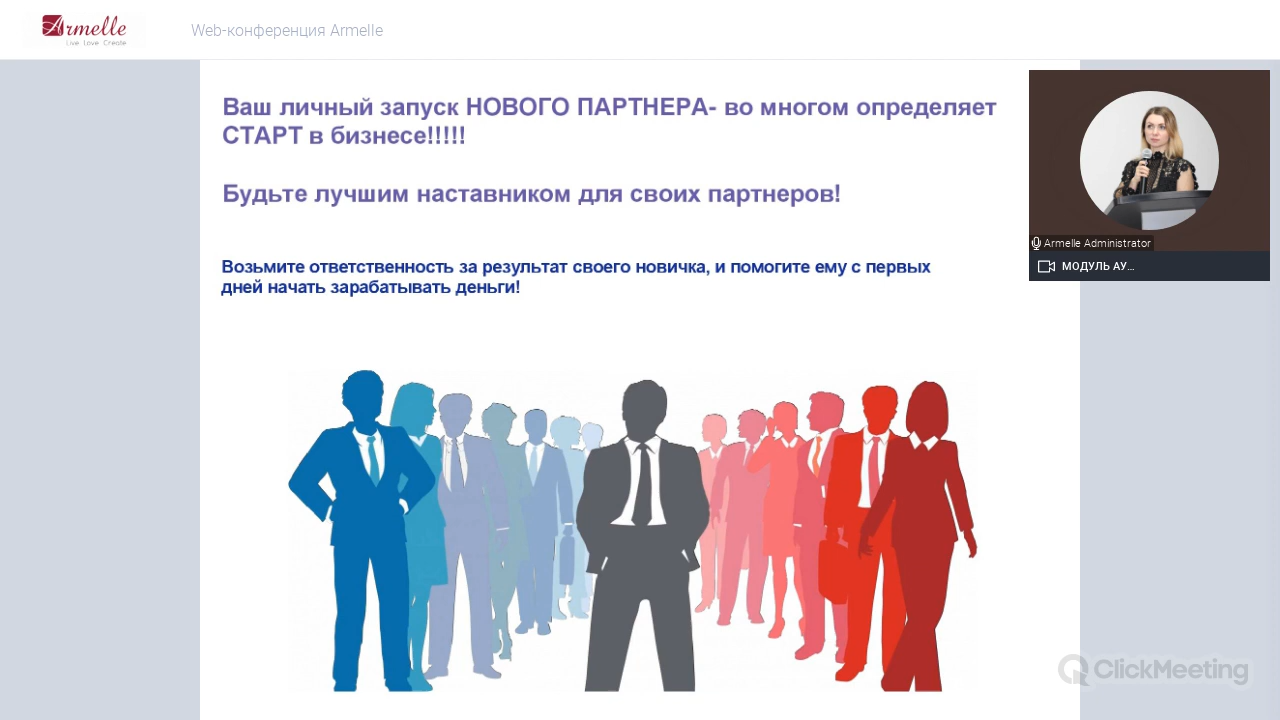 Armelle
Live Love Create
Web-конференция Armelle
Ваш личный запуск НОВОГО ПАРТНЕРА- во многом определяет
СТАРТ в бизнесе!!!!!
Будьте лучшим наставником для своих партнеров!
Возьмите ответственность за результат своего новичка, и помогите ему с первых
дней начать зарабатывать деньги!
Armelle Administrator
МОДУЛЬ АУ...
ClickMeeting